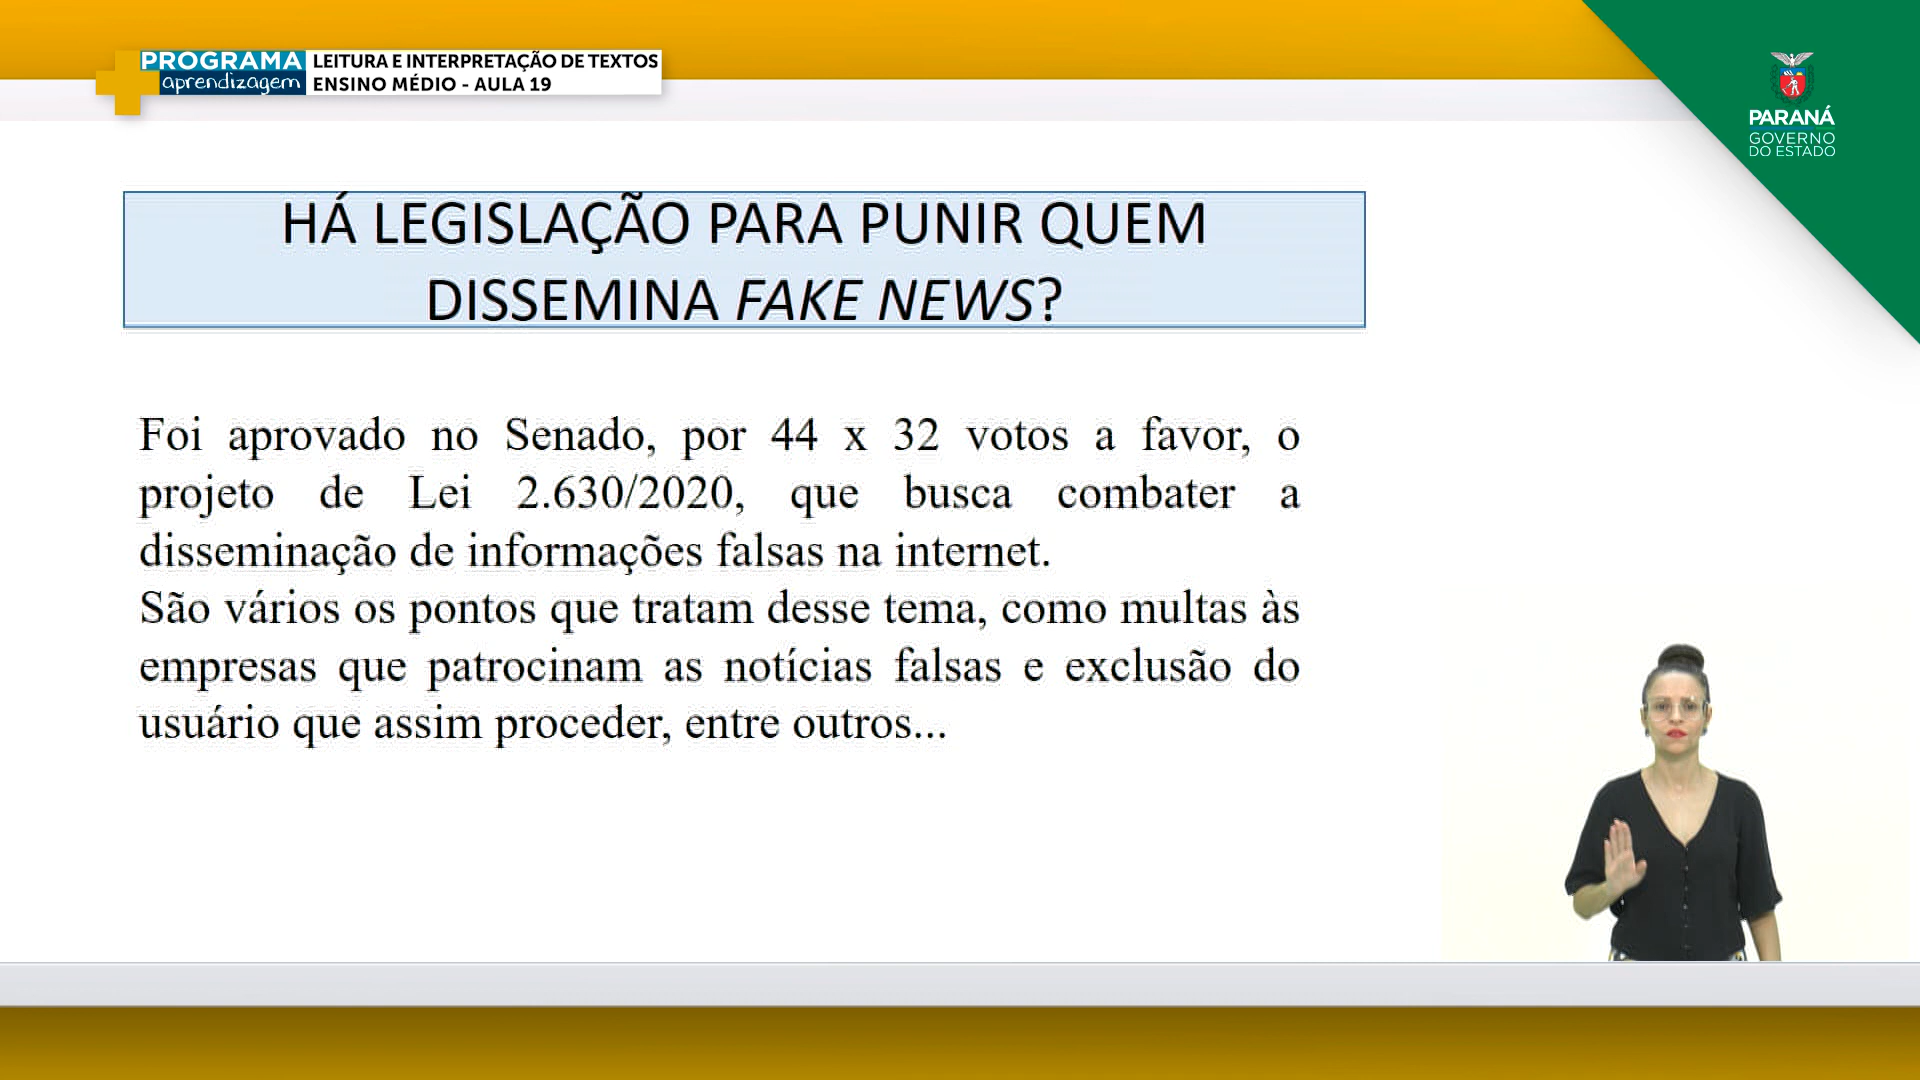 PROGRAMA
aprendizagem
LEITURA E INTERPRETAÇÃO DE TEXTOS
ENSINO MÉDIO - AULA 19
PARANÁ
GOVERNO
DO ESTADO
HÁ LEGISLAÇÃO PARA PUNIR QUEM
DISSEMINA FAKE NEWS?
Foi aprovado no Senado, por 44 x 32 votos a favor, o
projeto de Lei 2.630/2020, que busca combater a
disseminação de informações falsas na internet.
São vários os pontos que tratam desse tema, como multas às
empresas que patrocinam as notícias falsas e exclusão do
usuário que assim proceder, entre outros...